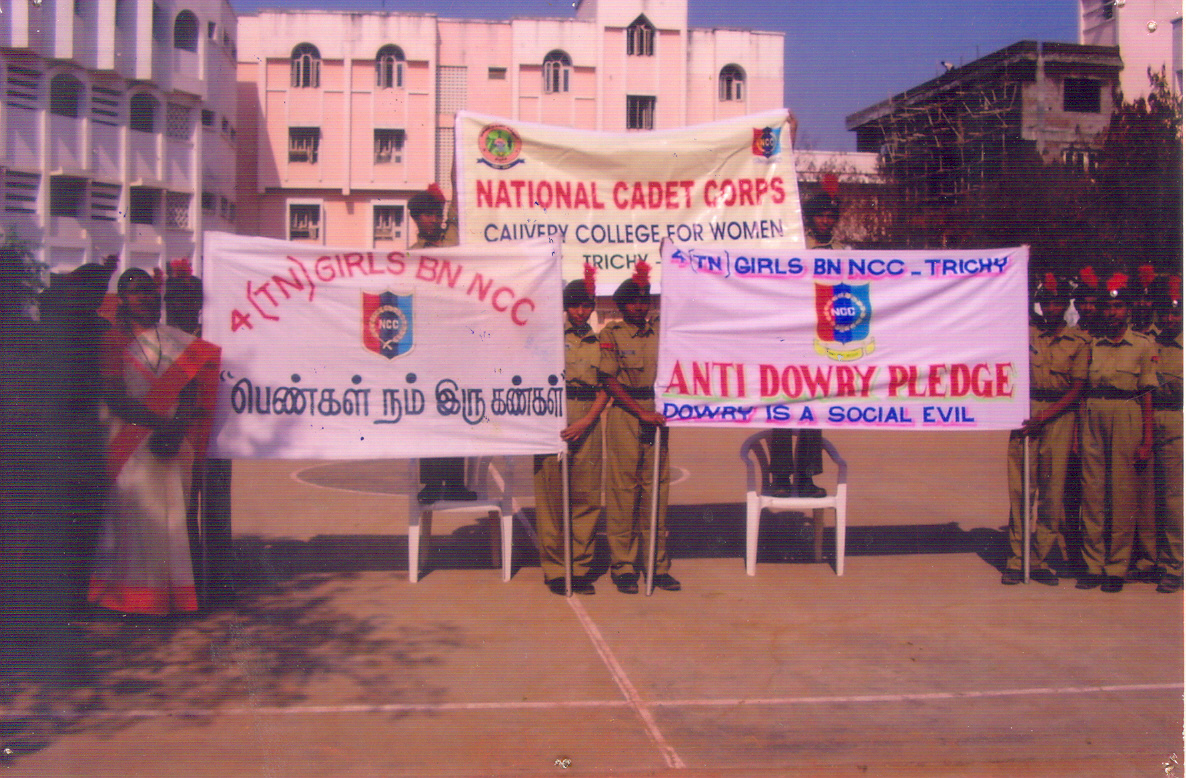 NCC
NATIONAL CADET CORPS
CAUVERY COLLEGE FOR WOMEN
TRICHY -
4 (TN) GIRLS BN NCC
NCC
"பெண்கள் நம் இரு கண்கள்"
4 (TN) GIRLS BN NCC - TRICHY
NCC
ANTI DOWRY PLEDGE
DOWRY IS A SOCIAL EVIL